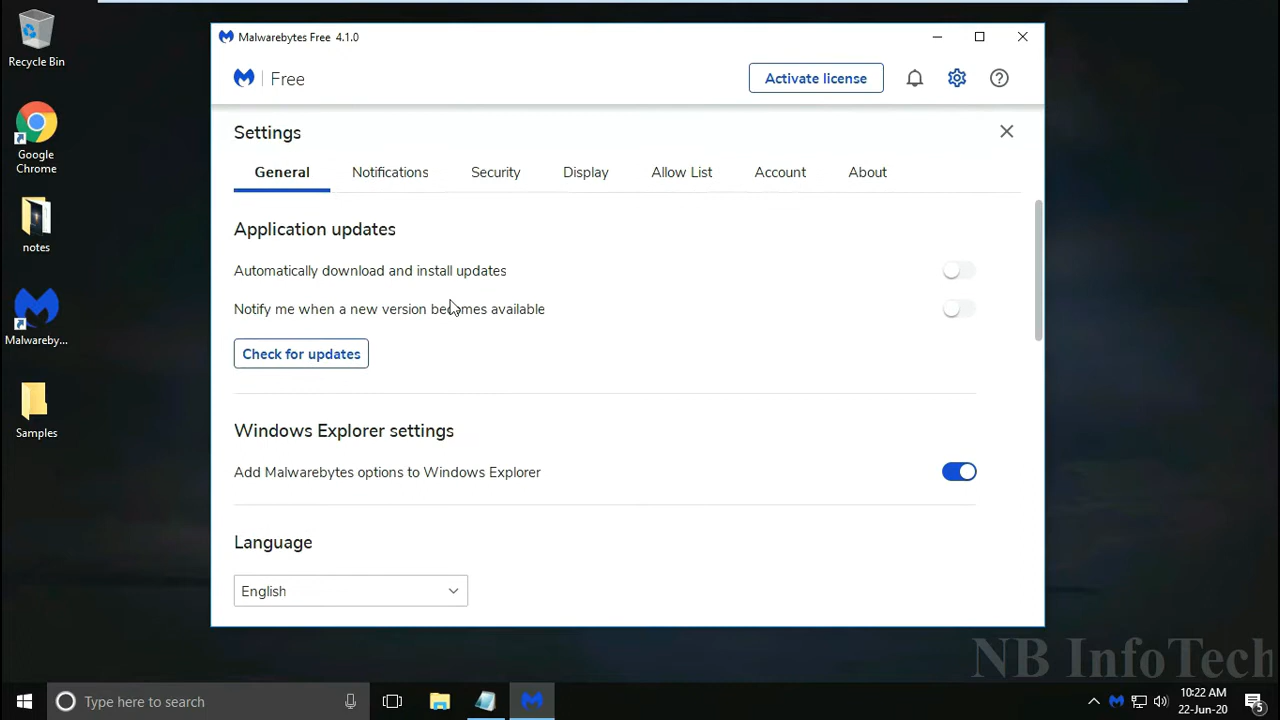 Recycle Bin
Google
Chrome
notes
Malwareby...
Samples
Malwarebytes Free 4.1.0
Free
Activate license
Settings
General Notifications Security Display Allow List Account About
Application updates
Automatically download and install updates
Notify me when a new version becomes available
Check for updates
Windows Explorer settings
Add Malwarebytes options to Windows Explorer
Language
English
NB InfoTech
Type here to search
10:22 AM
22-Jun-20
5